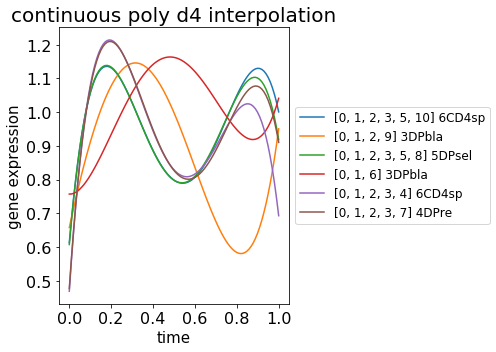 continuous poly d4 interpolation
gene expression
1.2
1.1
1.0
0.9
0.8
0.7
0.6
0.5
0.0 0.2 0.4 0.6 0.8 1.0
time
[0, 1, 2, 3, 5, 10] 6CD4sp
[0, 1, 2, 9] 3DPbla
[0, 1, 2, 3, 5, 8] 5DPsel
[0, 1, 6] 3DPbla
[0, 1, 2, 3, 4] 6CD4sp
[0, 1, 2, 3, 7] 4DPre